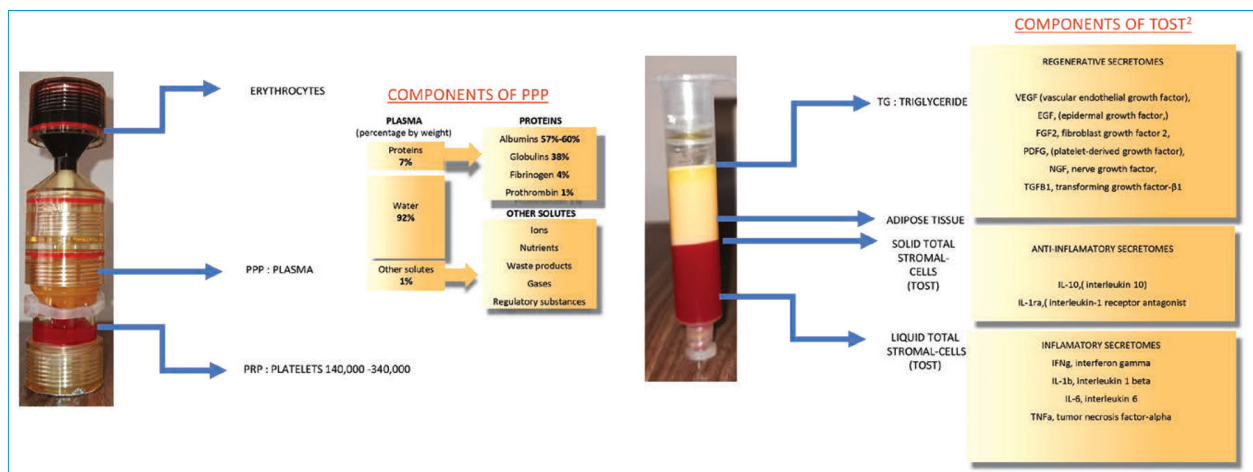 ERYTHROCYTES
PPP : PLASMA
PRP : PLATELETS 140,000 -340,000
COMPONENTS OF PPP
PLASMA
(percentage by weight)
Proteins
7%
Water
92%
Other solutes
1%
PROTEINS
Albumins 57%-60%
Globulins 38%
Fibrinogen 4%
Prothrombin 1%
OTHER SOLUTES
Ions
Nutrients
Waste products
Gases
Regulatory substances
TG : TRIGLYCERIDE
ADIPOSE TISSUE
SOLID TOTAL
STROMAL-
CELLS
(TOST)
LIQUID TOTAL
STROMAL-CELLS
(TOST)
COMPONENTS OF TOST²
REGENERATIVE SECRETOMES
VEGF (vascular endothelial growth factor),
EGF, (epidermal growth factor,)
FGF2, fibroblast growth factor 2,
PDFG, (platelet-derived growth factor),
NGF, nerve growth factor,
TGFB1, transforming growth factor-β1
ANTI-INFLAMATORY SECRETOMES
IL-10,( interleukin 10)
IL-1ra,( interleukin-1 receptor antagonist
INFLAMATORY SECRETOMES
IFNg, interferon gamma
IL-1b, interleukin 1 beta
IL-6, interleukin 6
TNFa, tumor necrosis factor-alpha